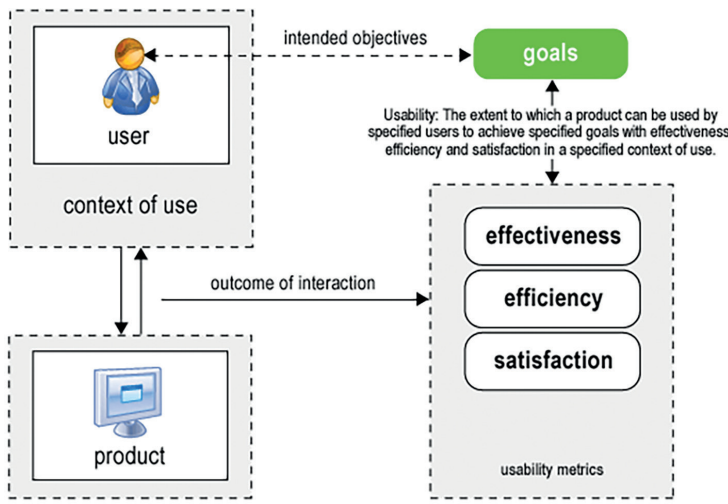 intended objectives
goals
user
context of use
Usability: The extent to which a product can be used by
specified users to achieve specified goals with effectiveness
efficiency and satisfaction in a specified context of use.
effectiveness
outcome of interaction
efficiency
satisfaction
product
usability metrics